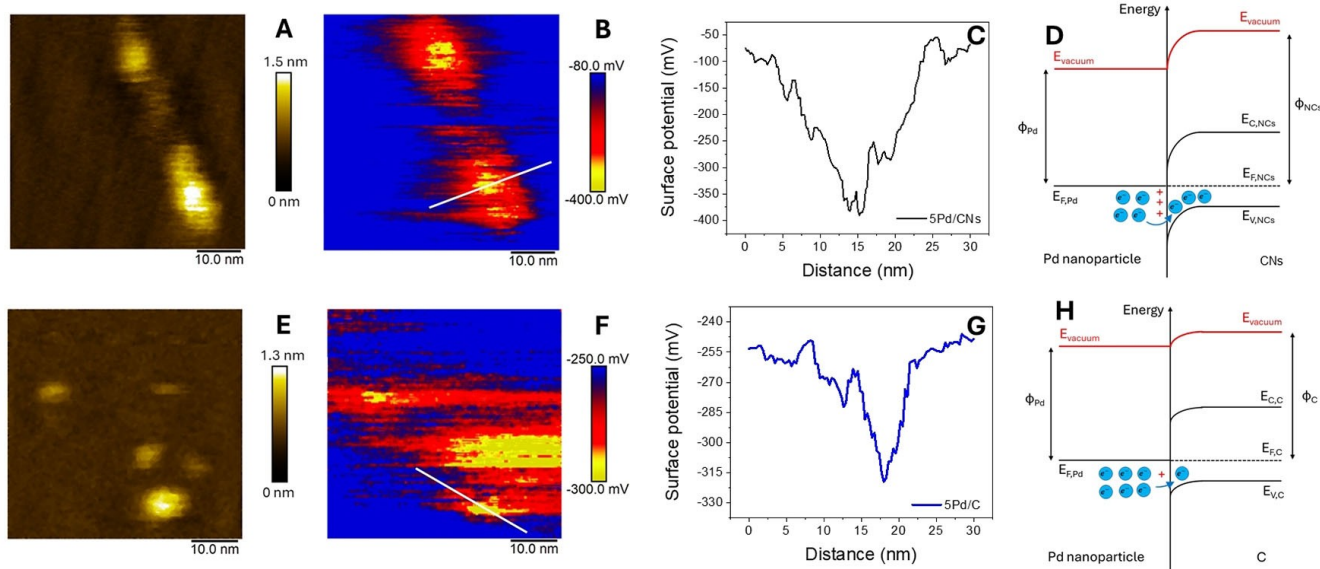 A
1.5 nm
0 nm
10.0 nm
B
-80.0 mV
-400.0 mV
10.0 nm
C
Surface potential (mV)
-50
-100
-150
-200
-250
-300
-350
-400
0 5 10 15 20 25 30
Distance (nm)
5Pd/CNs
D
Energy
E_vacuum
E_vacuum
ϕ_Pd
ϕ_NCs
E_C,NCs
E_F,NCs
E_F,Pd
E_V,NCs
e⁻ e⁻ + e⁻ e⁻
+ e⁻
e⁻ e⁻ +
Pd nanoparticle
CNs
E
1.3 nm
0 nm
10.0 nm
F
-250.0 mV
-300.0 mV
10.0 nm
G
Surface potential (mV)
-240
-255
-270
-285
-300
-315
-330
0 5 10 15 20 25 30
Distance (nm)
5Pd/C
H
Energy
E_vacuum
E_vacuum
ϕ_Pd
ϕ_C
E_C,C
E_F,C
E_F,Pd
E_V,C
e⁻ e⁻ e⁻ + e⁻
e⁻ e⁻ e⁻
Pd nanoparticle
C